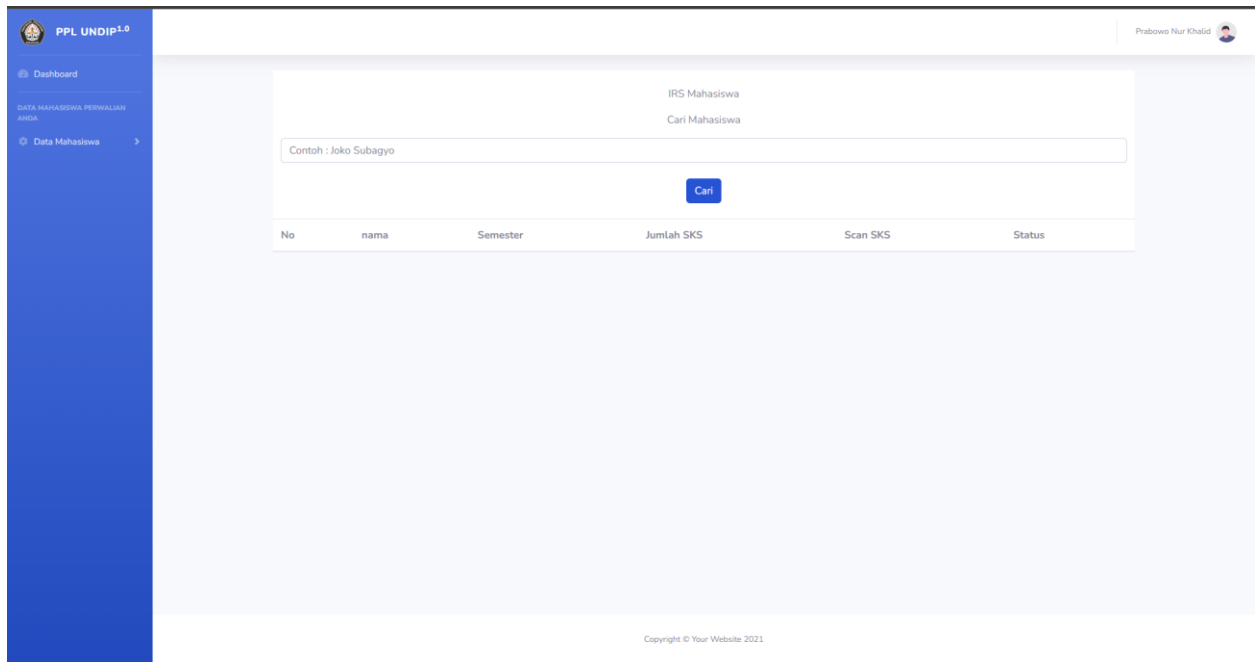 PPL UNDIP1.0
Prabowo Nur Khalid
Dashboard
DATA MAHASISWA PERWALIAN
ANDA
Data Mahasiswa
IRS Mahasiswa
Cari Mahasiswa
Contoh : Joko Subagyo
Cari
No nama Semester Jumlah SKS Scan SKS Status
Copyright © Your Website 2021